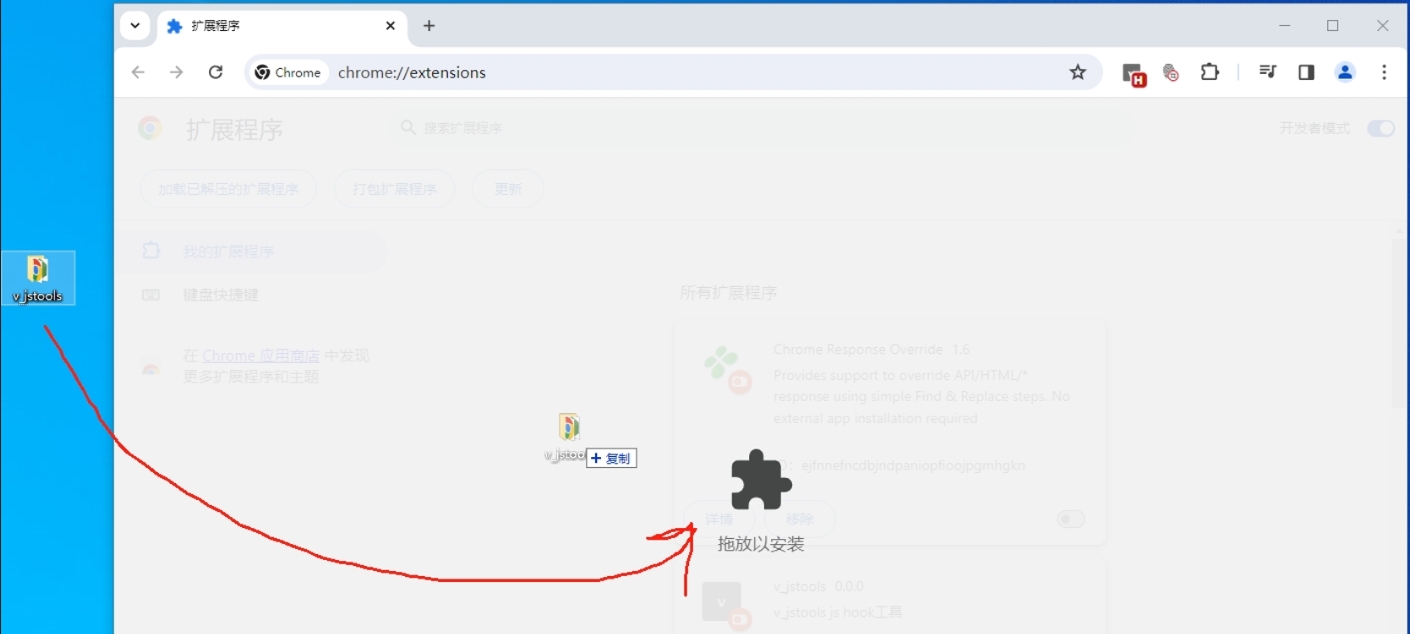 扩展程序
Chrome
chrome://extensions
扩展程序
搜索扩展程序
开发者模式
加载已解压的扩展程序
打包扩展程序
更新
我的扩展程序
v_jstools
键盘快捷键
所有扩展程序
在 Chrome 应用商店 中发现
更多扩展程序和主题
Chrome Response Override 1.6
Provides support to override API/HTML/*
response using simple Find & Replace steps. No
external app installation required
v_jstoo
复制
ejfnnefncdbjndpaniopfioojpgmhgkn
详情
移除
拖放以安装
v_jstools 0.0.0
v_jstools js hook工具